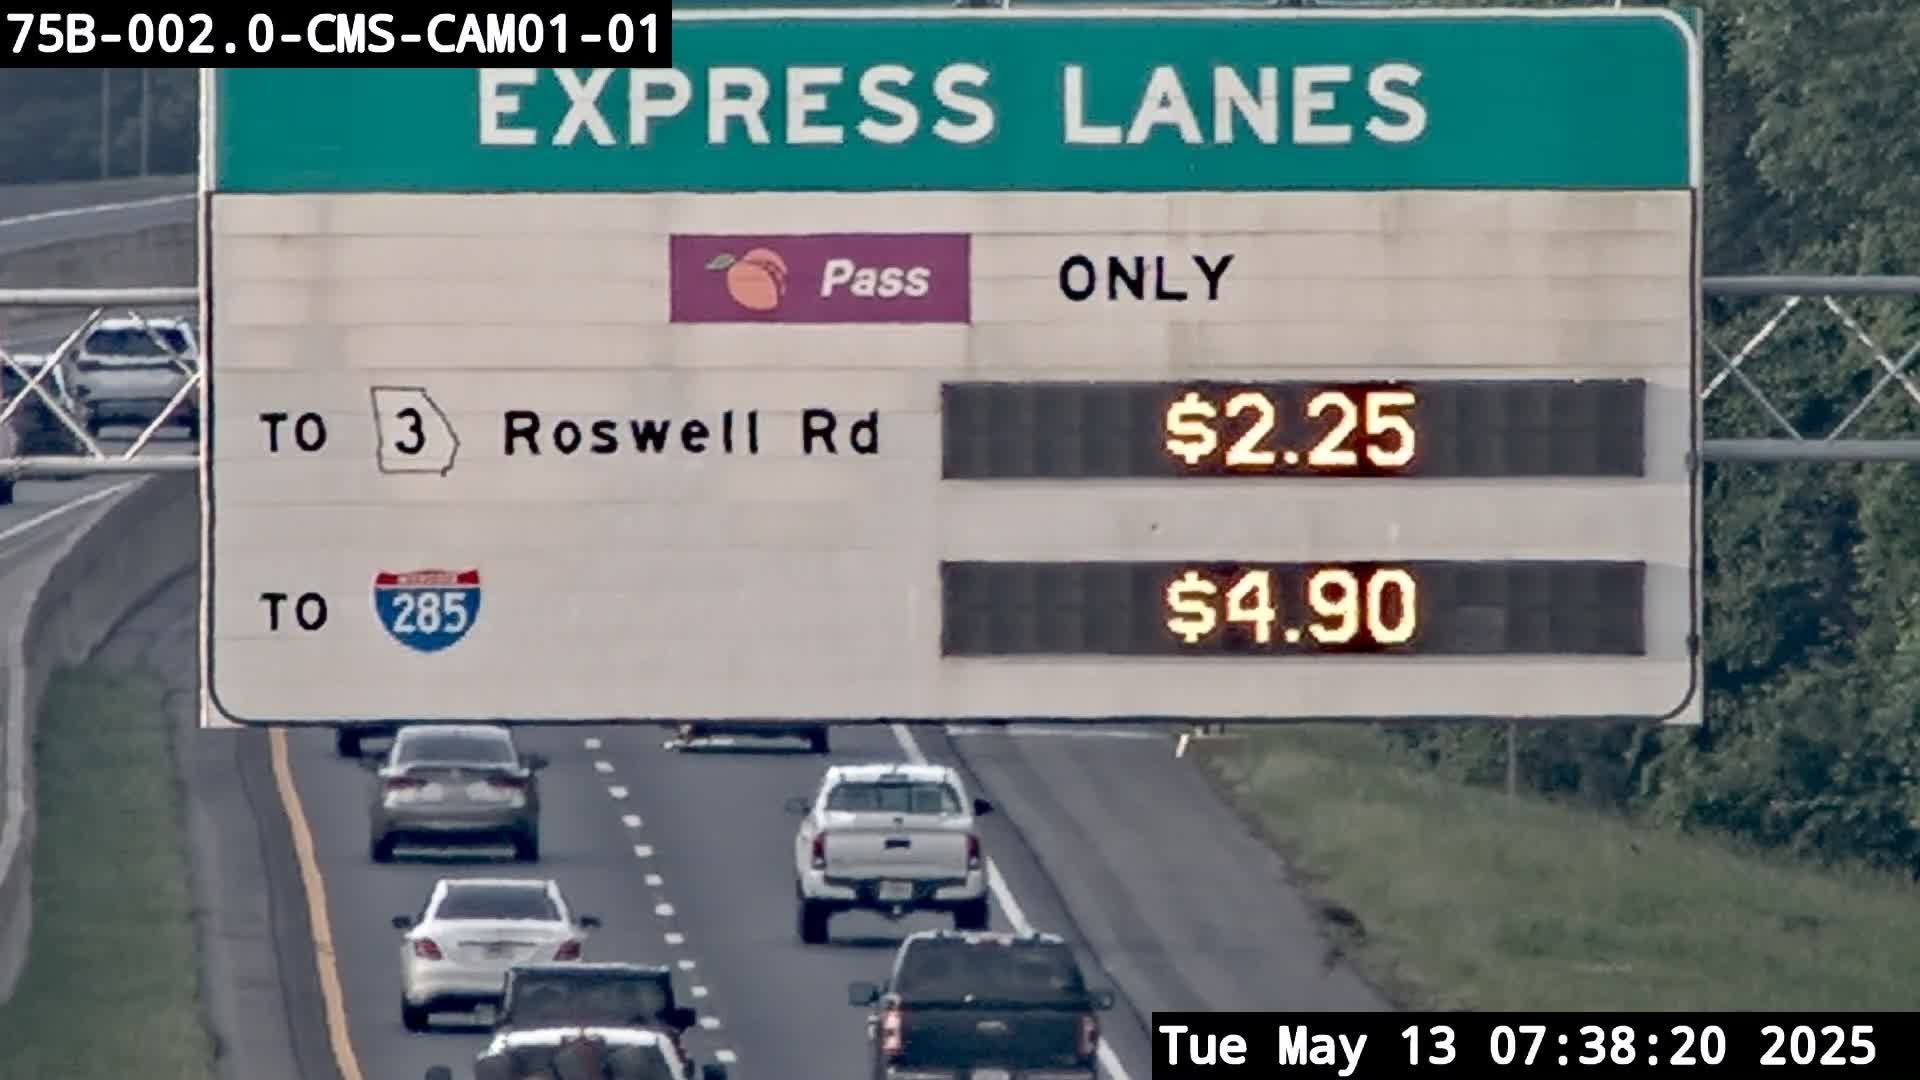 75B-002.0-CMS-CAM01-01
EXPRESS LANES
Pass ONLY
TO 3 Roswell Rd $2.25
TO 285 $4.90
Tue May 13 07:38:20 2025